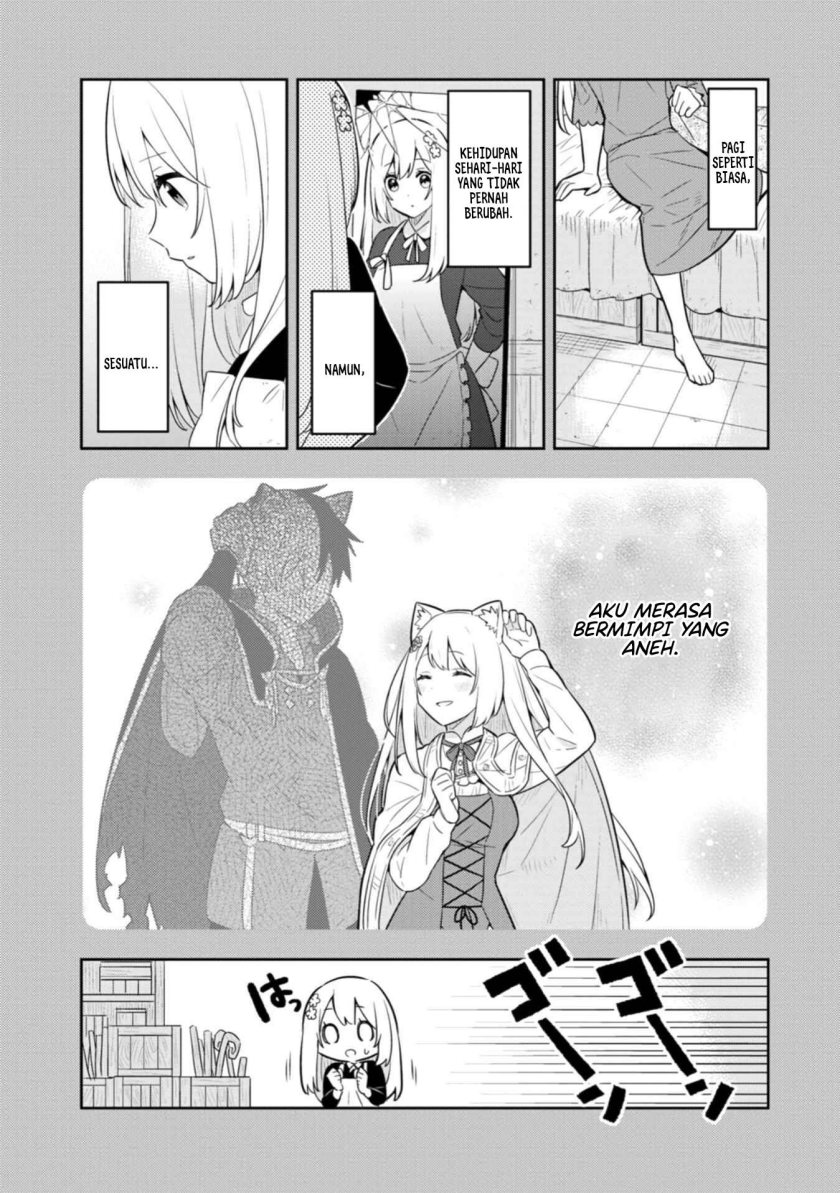 PAGI
SEPERTI
BIASA,
KEHIDUPAN
SEHARI-HARI
YANG TIDAK
PERNAH
BERUBAH.
NAMUN,
SESUATU...
AKU MERASA
BERMIMPI YANG
ANEH.
ゴーン
ゴーン
はっ